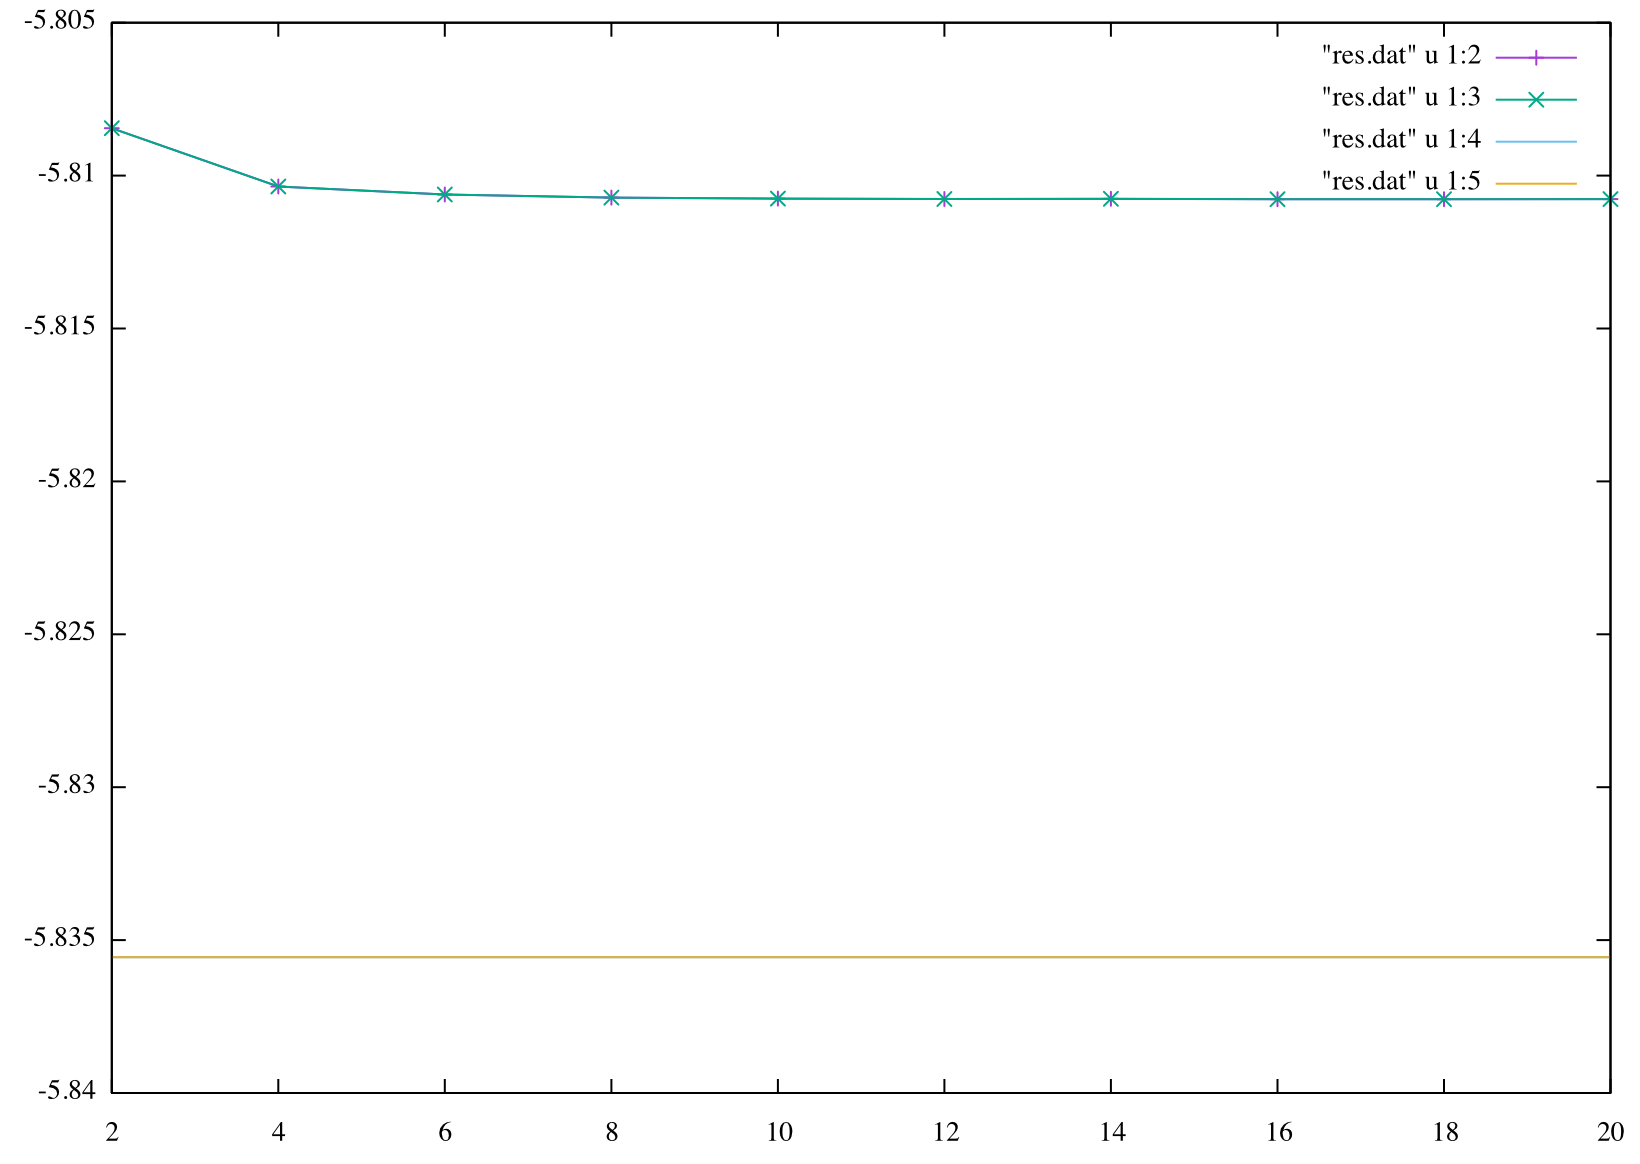 -5.805
"res.dat" u 1:2
"res.dat" u 1:3
"res.dat" u 1:4
-5.81
"res.dat" u 1:5
-5.815
-5.82
-5.825
-5.83
-5.835
-5.84
2 4 6 8 10 12 14 16 18 20